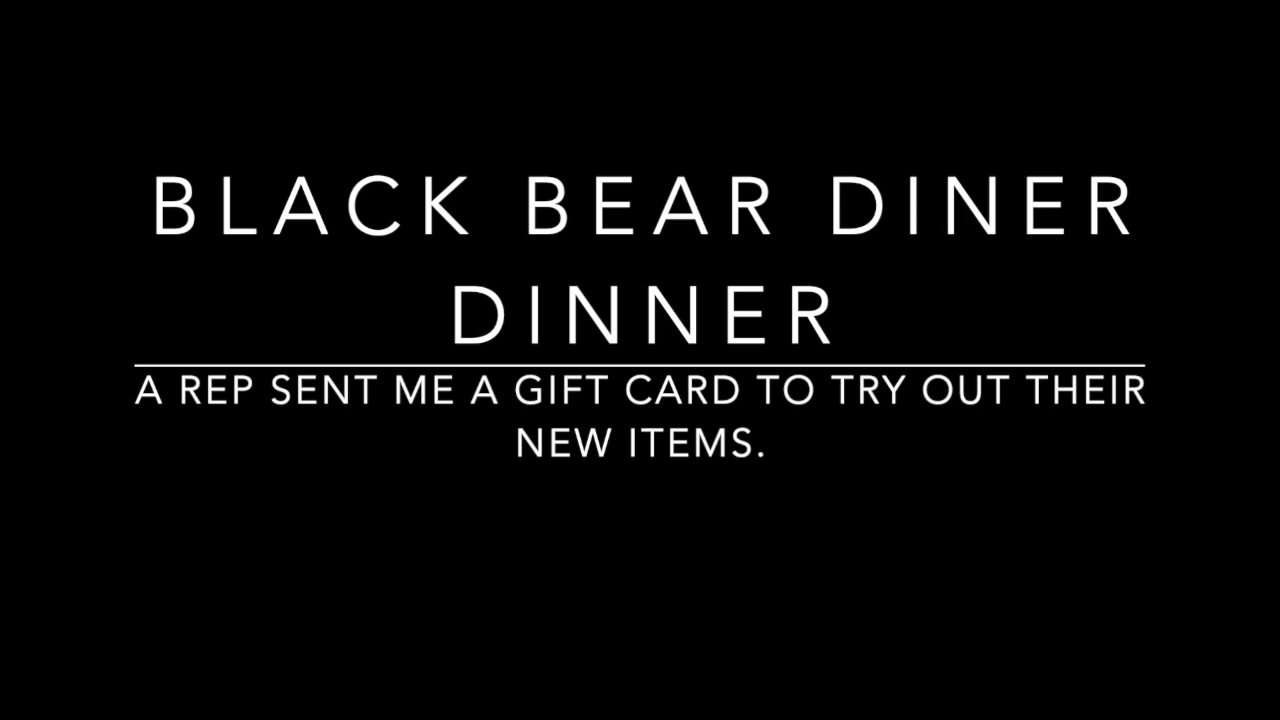 BLACK BEAR DINER
DINNER
A REP SENT ME A GIFT CARD TO TRY OUT THEIR
NEW ITEMS.